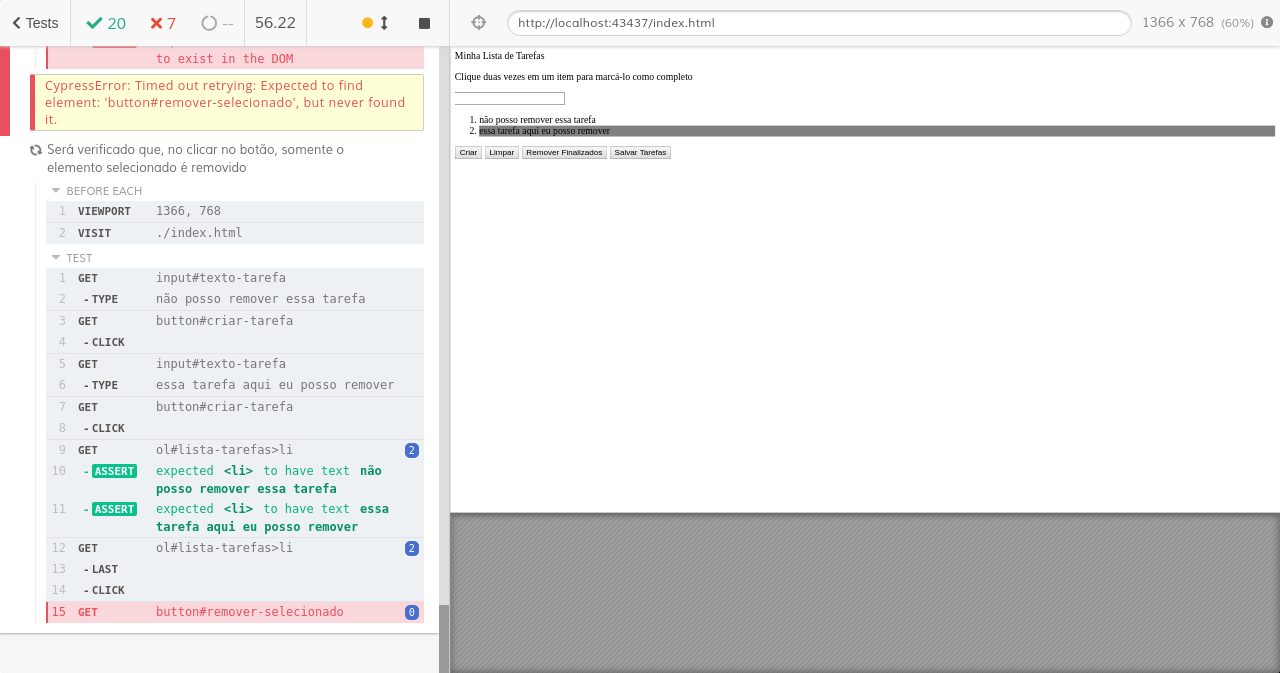 Tests 20 7 -- 56.22
to exist in the DOM
CypressError: Timed out retrying: Expected to find
element: 'button#remover-selecionado', but never found
it.
Será verificado que, no clicar no botão, somente o
elemento selecionado é removido
BEFORE EACH
1 VIEWPORT 1366, 768
2 VISIT ./index.html
TEST
1 GET input#texto-tarefa
2 -TYPE não posso remover essa tarefa
3 GET button#criar-tarefa
4 -CLICK
5 GET input#texto-tarefa
6 -TYPE essa tarefa aqui eu posso remover
7 GET button#criar-tarefa
8 -CLICK
9 GET ol#lista-tarefas>li 2
10 -ASSERT expected <li> to have text não
posso remover essa tarefa
11 -ASSERT expected <li> to have text essa
tarefa aqui eu posso remover
12 GET ol#lista-tarefas>li 2
13 -LAST
14 -CLICK
15 GET button#remover-selecionado 0
http://localhost:43437/index.html 1366 x 768 (60%)
Minha Lista de Tarefas
Clique duas vezes em um item para marcá-lo como completo
1. não posso remover essa tarefa
2. essa tarefa aqui eu posso remover
Criar Limpar Remover Finalizados Salvar Tarefas